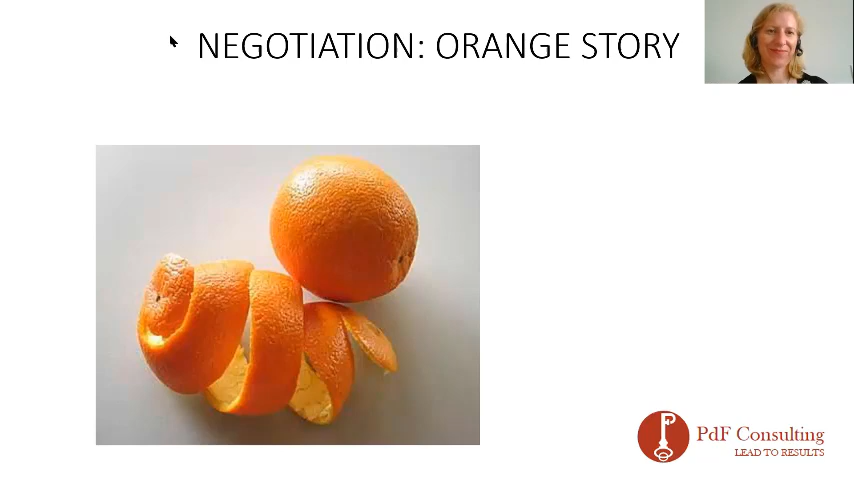 NEGOTIATION: ORANGE STORY
PdF Consulting
LEAD TO RESULTS